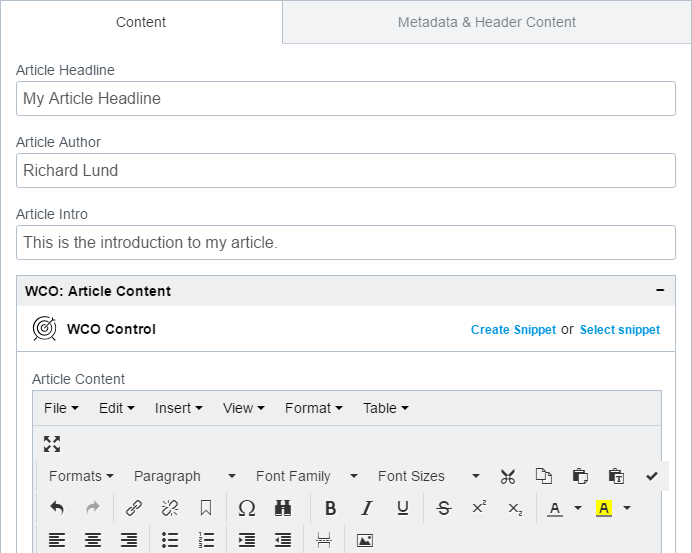 Content Metadata & Header Content
Article Headline
My Article Headline
Article Author
Richard Lund
Article Intro
This is the introduction to my article.
WCO: Article Content
WCO Control Create Snippet or Select snippet
Article Content
File Edit Insert View Format Table
Formats Paragraph Font Family Font Sizes
B I U S x² x₂ A A